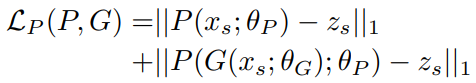 ℒ_P(P, G) =||P(x_s; θ_P) − z_s||_1
+||P(G(x_s; θ_G); θ_P) − z_s||_1